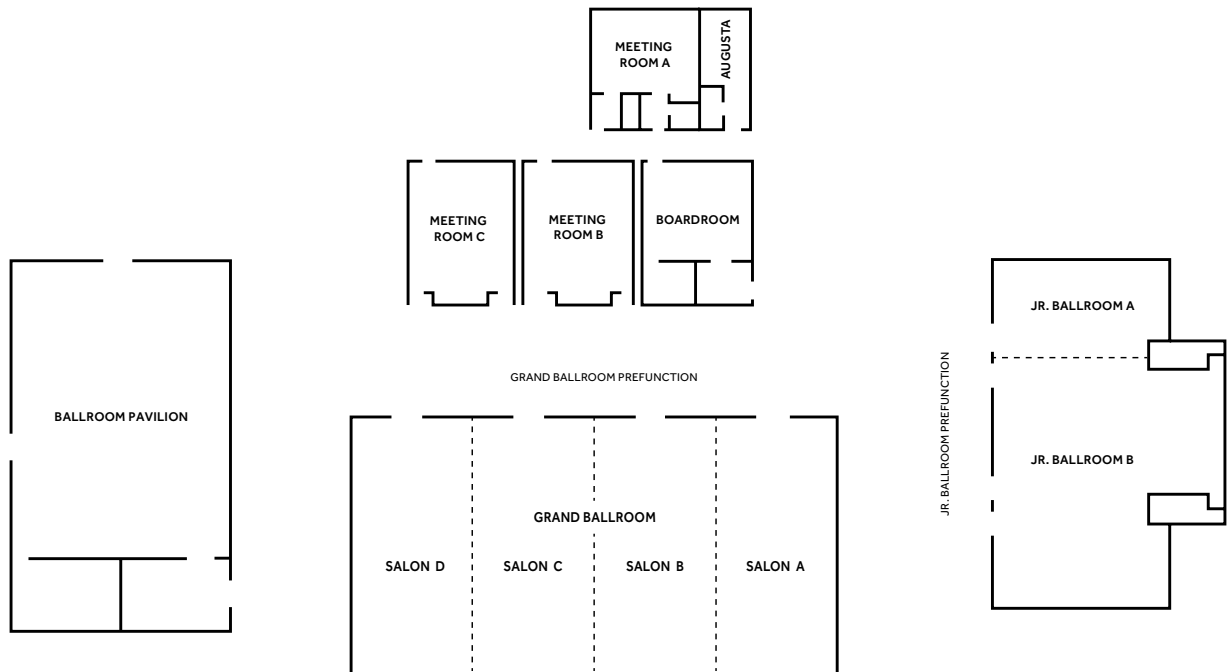 MEETING
ROOM A
AUGUSTA
MEETING
ROOM C
MEETING
ROOM B
BOARDROOM
JR. BALLROOM A
GRAND BALLROOM PREFUNCTION
JR. BALLROOM PREFUNCTION
BALLROOM PAVILION
JR. BALLROOM B
GRAND BALLROOM
SALON D
SALON C
SALON B
SALON A